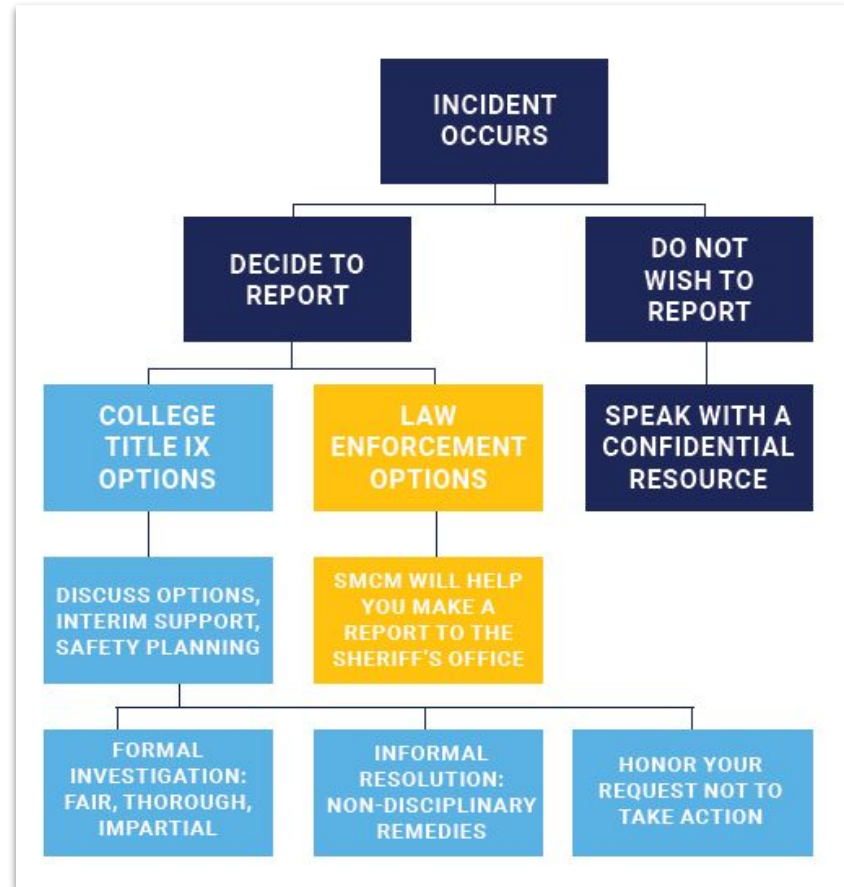 INCIDENT
OCCURS
DECIDE TO
REPORT
DO NOT
WISH TO
REPORT
COLLEGE
TITLE IX
OPTIONS
LAW
ENFORCEMENT
OPTIONS
SPEAK WITH A
CONFIDENTIAL
RESOURCE
DISCUSS OPTIONS,
INTERIM SUPPORT,
SAFETY PLANNING
SMCM WILL HELP
YOU MAKE A
REPORT TO THE
SHERIFF'S OFFICE
FORMAL
INVESTIGATION:
FAIR, THOROUGH,
IMPARTIAL
INFORMAL
RESOLUTION:
NON-DISCIPLINARY
REMEDIES
HONOR YOUR
REQUEST NOT TO
TAKE ACTION